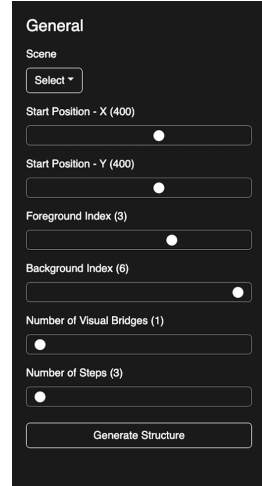 General
Scene
Select
Start Position - X (400)
Start Position - Y (400)
Foreground Index (3)
Background Index (6)
Number of Visual Bridges (1)
Number of Steps (3)
Generate Structure